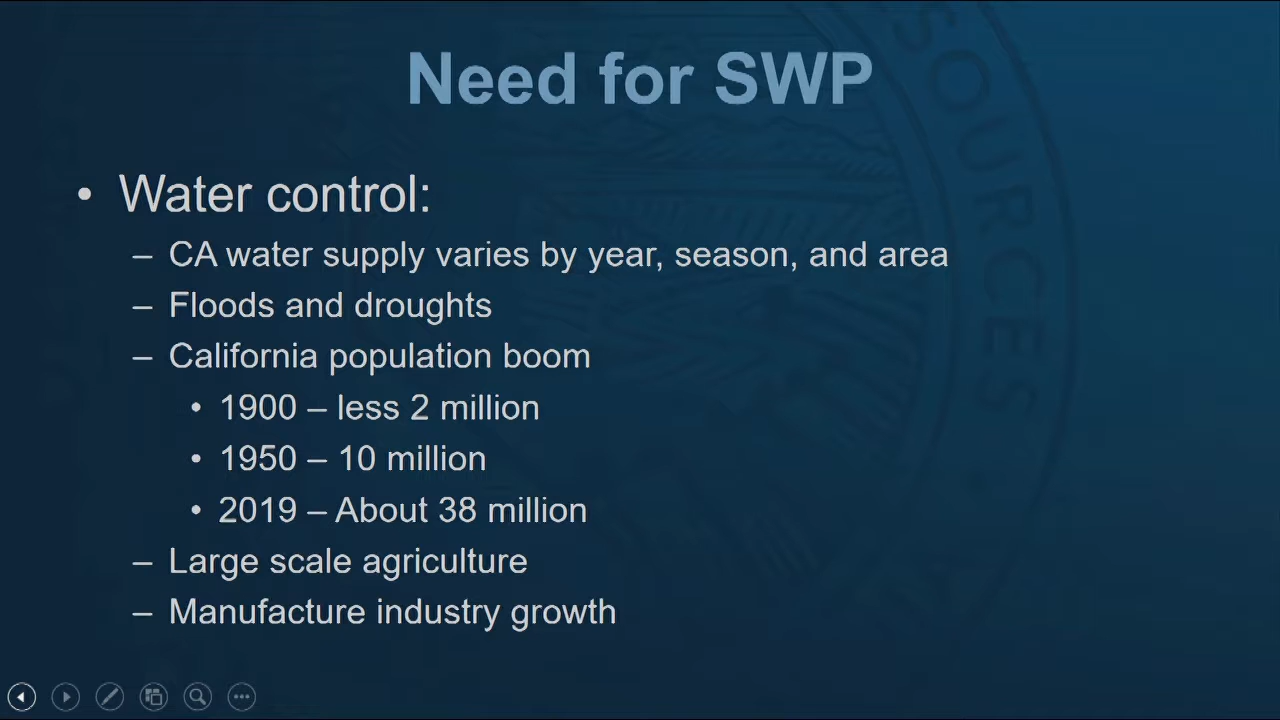 Need for SWP
• Water control:
– CA water supply varies by year, season, and area
– Floods and droughts
– California population boom
• 1900 – less 2 million
• 1950 – 10 million
• 2019 – About 38 million
– Large scale agriculture
– Manufacture industry growth
SOURCES